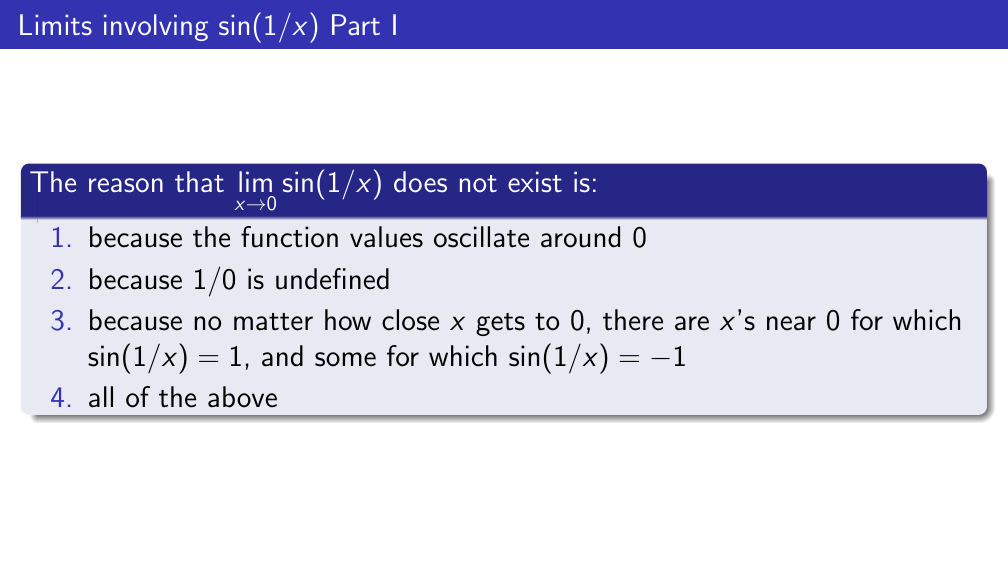 Limits involving sin(1/x) Part I
The reason that lim sin(1/x) does not exist is:
x→0
1. because the function values oscillate around 0
2. because 1/0 is undefined
3. because no matter how close x gets to 0, there are x's near 0 for which
sin(1/x) = 1, and some for which sin(1/x) = −1
4. all of the above